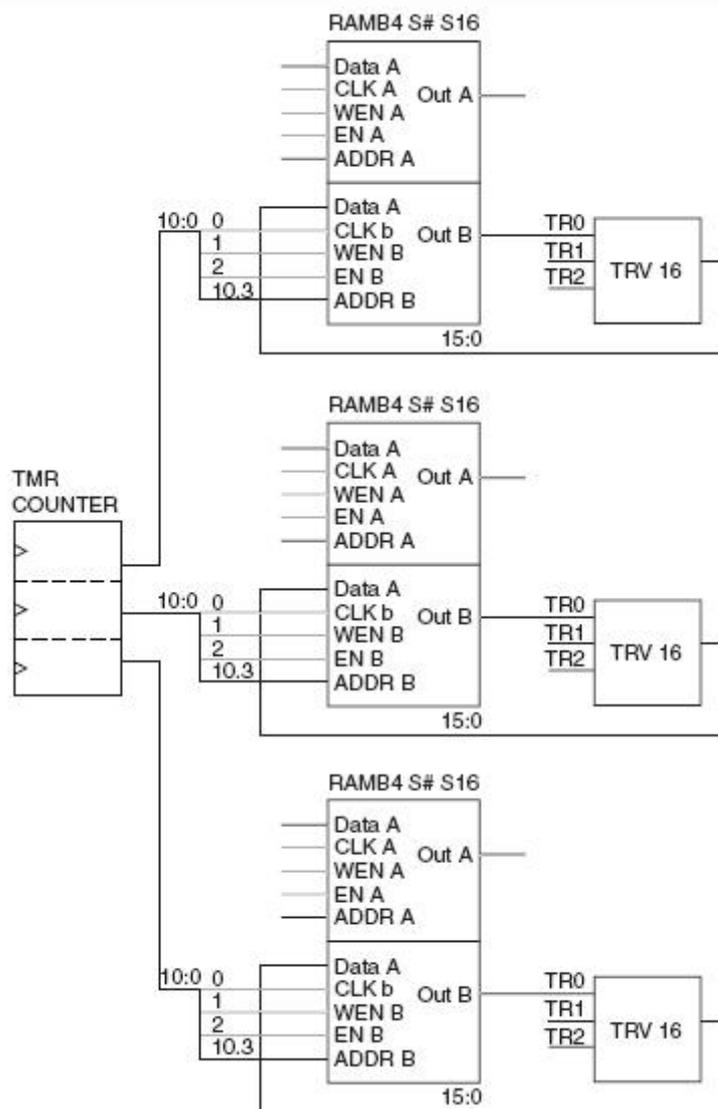 RAMB4 S# S16
Data A
CLK A
WEN A
EN A
ADDR A
Out A
10:0
0
1
2
10.3
Data A
CLK b
WEN B
EN B
ADDR B
Out B
15:0
TR0
TR1
TR2
TRV 16
RAMB4 S# S16
Data A
CLK A
WEN A
EN A
ADDR A
Out A
TMR
COUNTER
10:0
0
1
2
10.3
Data A
CLK b
WEN B
EN B
ADDR B
Out B
15:0
TR0
TR1
TR2
TRV 16
RAMB4 S# S16
Data A
CLK A
WEN A
EN A
ADDR A
Out A
10:0
0
1
2
10.3
Data A
CLK b
WEN B
EN B
ADDR B
Out B
15:0
TR0
TR1
TR2
TRV 16